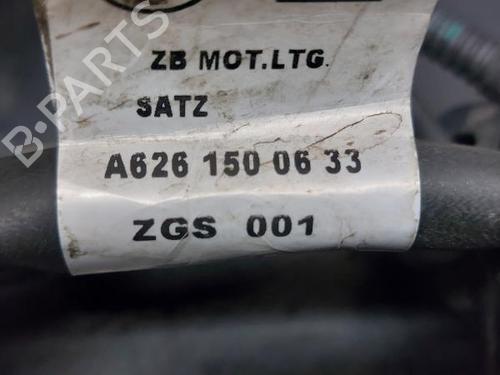 ZB MOT.LTG.
SATZ
A626 150 06 33
ZGS 001
B-PARTS